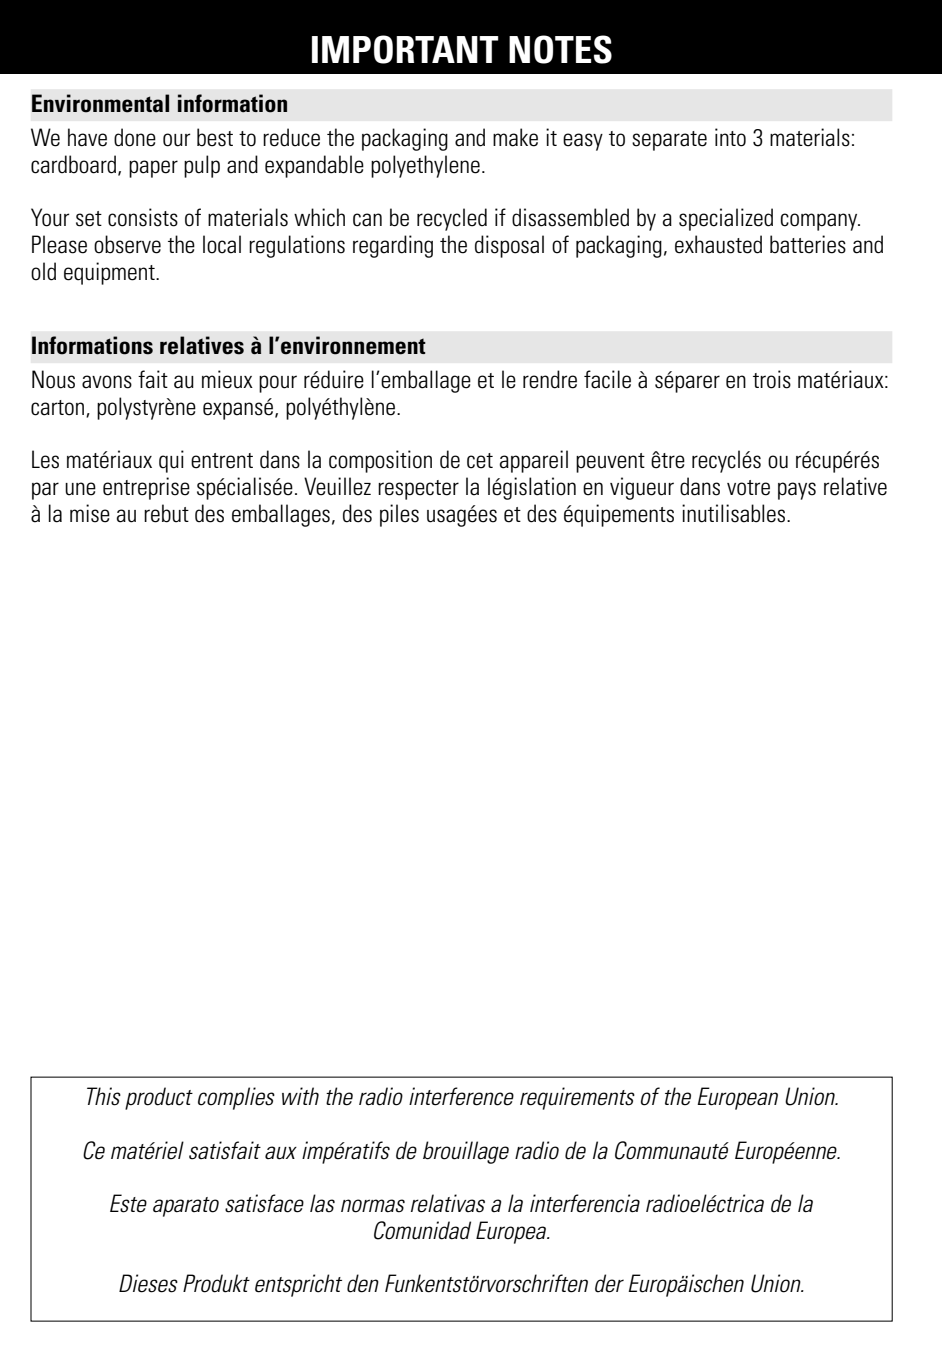 IMPORTANT NOTES
Environmental information
We have done our best to reduce the packaging and make it easy to separate into 3 materials:
cardboard, paper pulp and expandable polyethylene.
Your set consists of materials which can be recycled if disassembled by a specialized company.
Please observe the local regulations regarding the disposal of packaging, exhausted batteries and
old equipment.
Informations relatives à l’environnement
Nous avons fait au mieux pour réduire l’emballage et le rendre facile à séparer en trois matériaux:
carton, polystyrène expansé, polyéthylène.
Les matériaux qui entrent dans la composition de cet appareil peuvent être recyclés ou récupérés
par une entreprise spécialisée. Veuillez respecter la législation en vigueur dans votre pays relative
à la mise au rebut des emballages, des piles usagées et des équipements inutilisables.
This product complies with the radio interference requirements of the European Union.
Ce matériel satisfait aux impératifs de brouillage radio de la Communauté Européenne.
Este aparato satisface las normas relativas a la interferencia radioeléctrica de la
Comunidad Europea.
Dieses Produkt entspricht den Funkentstörvorschriften der Europäischen Union.